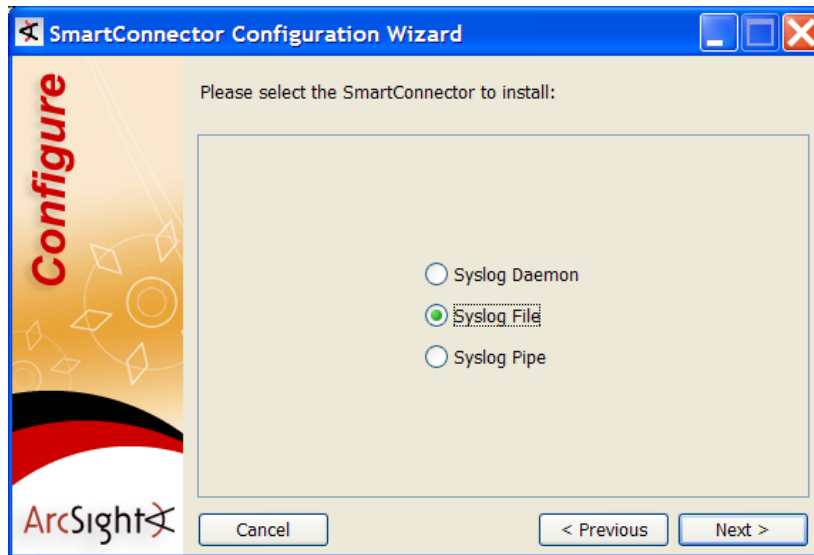 SmartConnector Configuration Wizard
Configure
Please select the SmartConnector to install:
Syslog Daemon
Syslog File
Syslog Pipe
ArcSight
Cancel
< Previous
Next >